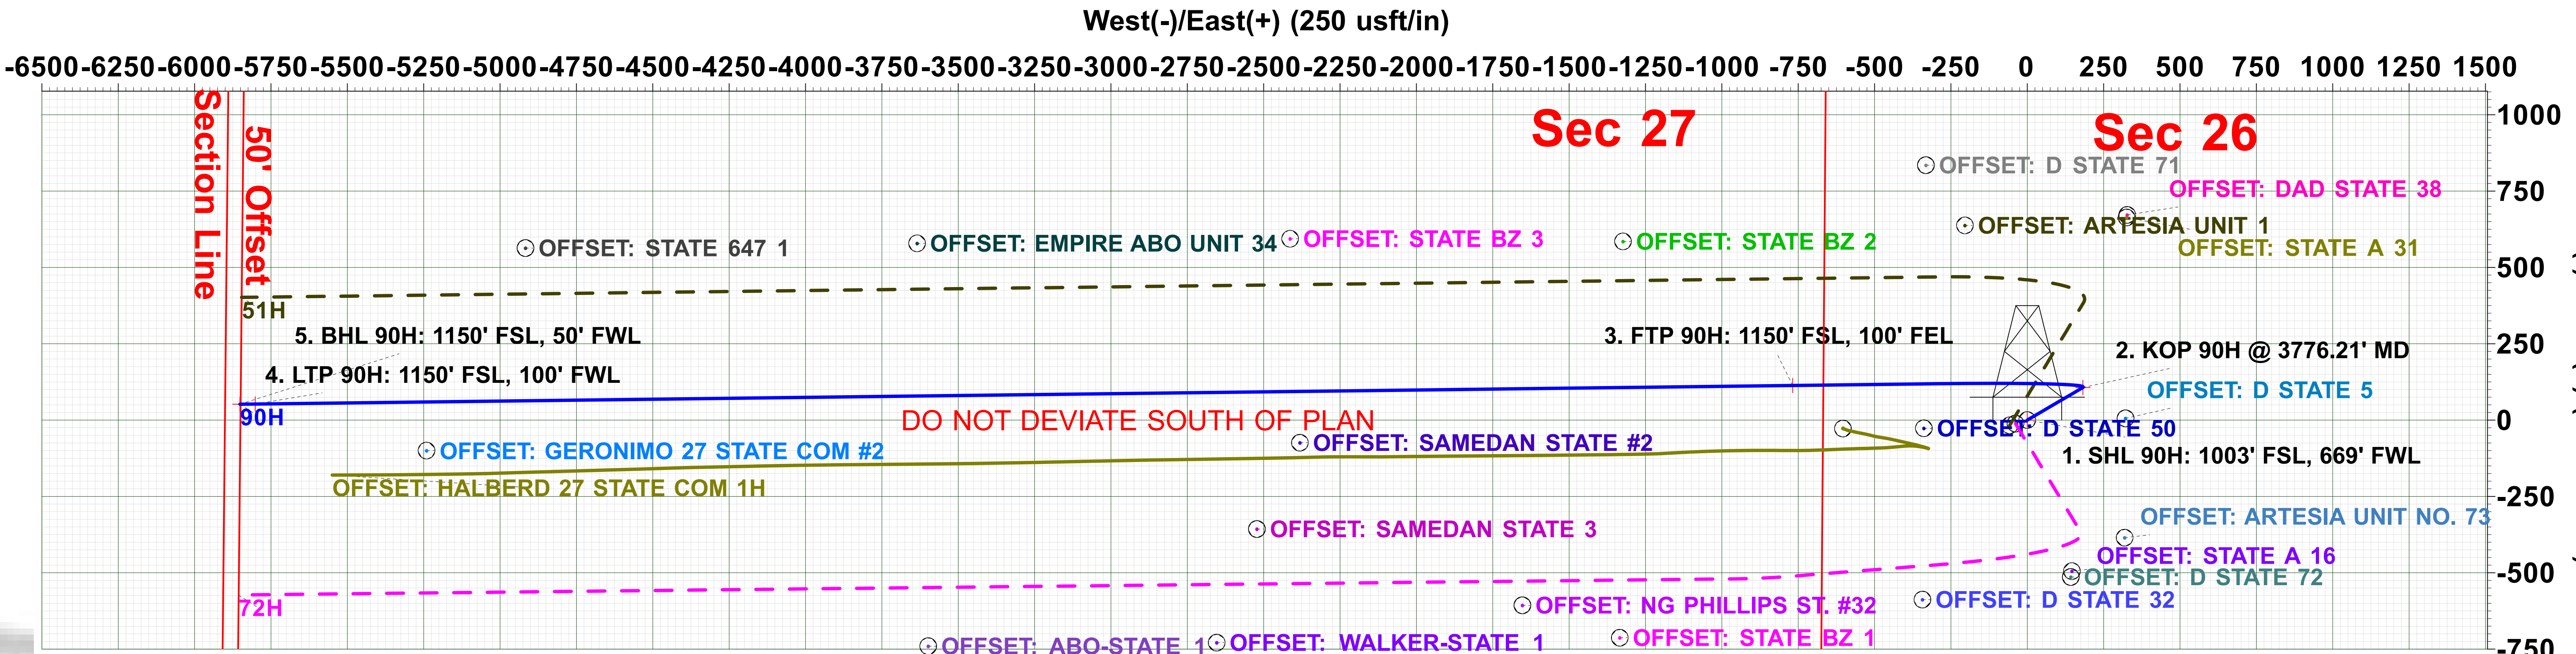 West(-)/East(+) (250 usft/in)
-6500 -6250 -6000 -5750 -5500 -5250 -5000 -4750 -4500 -4250 -4000 -3750 -3500 -3250 -3000 -2750 -2500 -2250 -2000 -1750 -1500 -1250 -1000 -750 -500 -250 0 250 500 750 1000 1250 1500
Section Line
50' Offset
Sec 27
Sec 26
1000
OFFSET: D STATE 71
OFFSET: DAD STATE 38
750
OFFSET: ARTESIA UNIT 1
OFFSET: STATE 647 1
OFFSET: EMPIRE ABO UNIT 34
OFFSET: STATE BZ 3
OFFSET: STATE BZ 2
OFFSET: STATE A 31
500
51H
5. BHL 90H: 1150' FSL, 50' FWL
3. FTP 90H: 1150' FSL, 100' FEL
2. KOP 90H @ 3776.21' MD
250
4. LTP 90H: 1150' FSL, 100' FWL
OFFSET: D STATE 5
90H
DO NOT DEVIATE SOUTH OF PLAN
0
OFFSET: D STATE 50
OFFSET: GERONIMO 27 STATE COM #2
OFFSET: SAMEDAN STATE #2
1. SHL 90H: 1003' FSL, 669' FWL
OFFSET: HALBERD 27 STATE COM 1H
-250
OFFSET: SAMEDAN STATE 3
OFFSET: ARTESIA UNIT NO. 73
OFFSET: STATE A 16
-500
OFFSET: D STATE 72
72H
OFFSET: NG PHILLIPS ST. #32
OFFSET: D STATE 32
OFFSET: ABO-STATE 1
OFFSET: WALKER-STATE 1
OFFSET: STATE BZ 1
-750